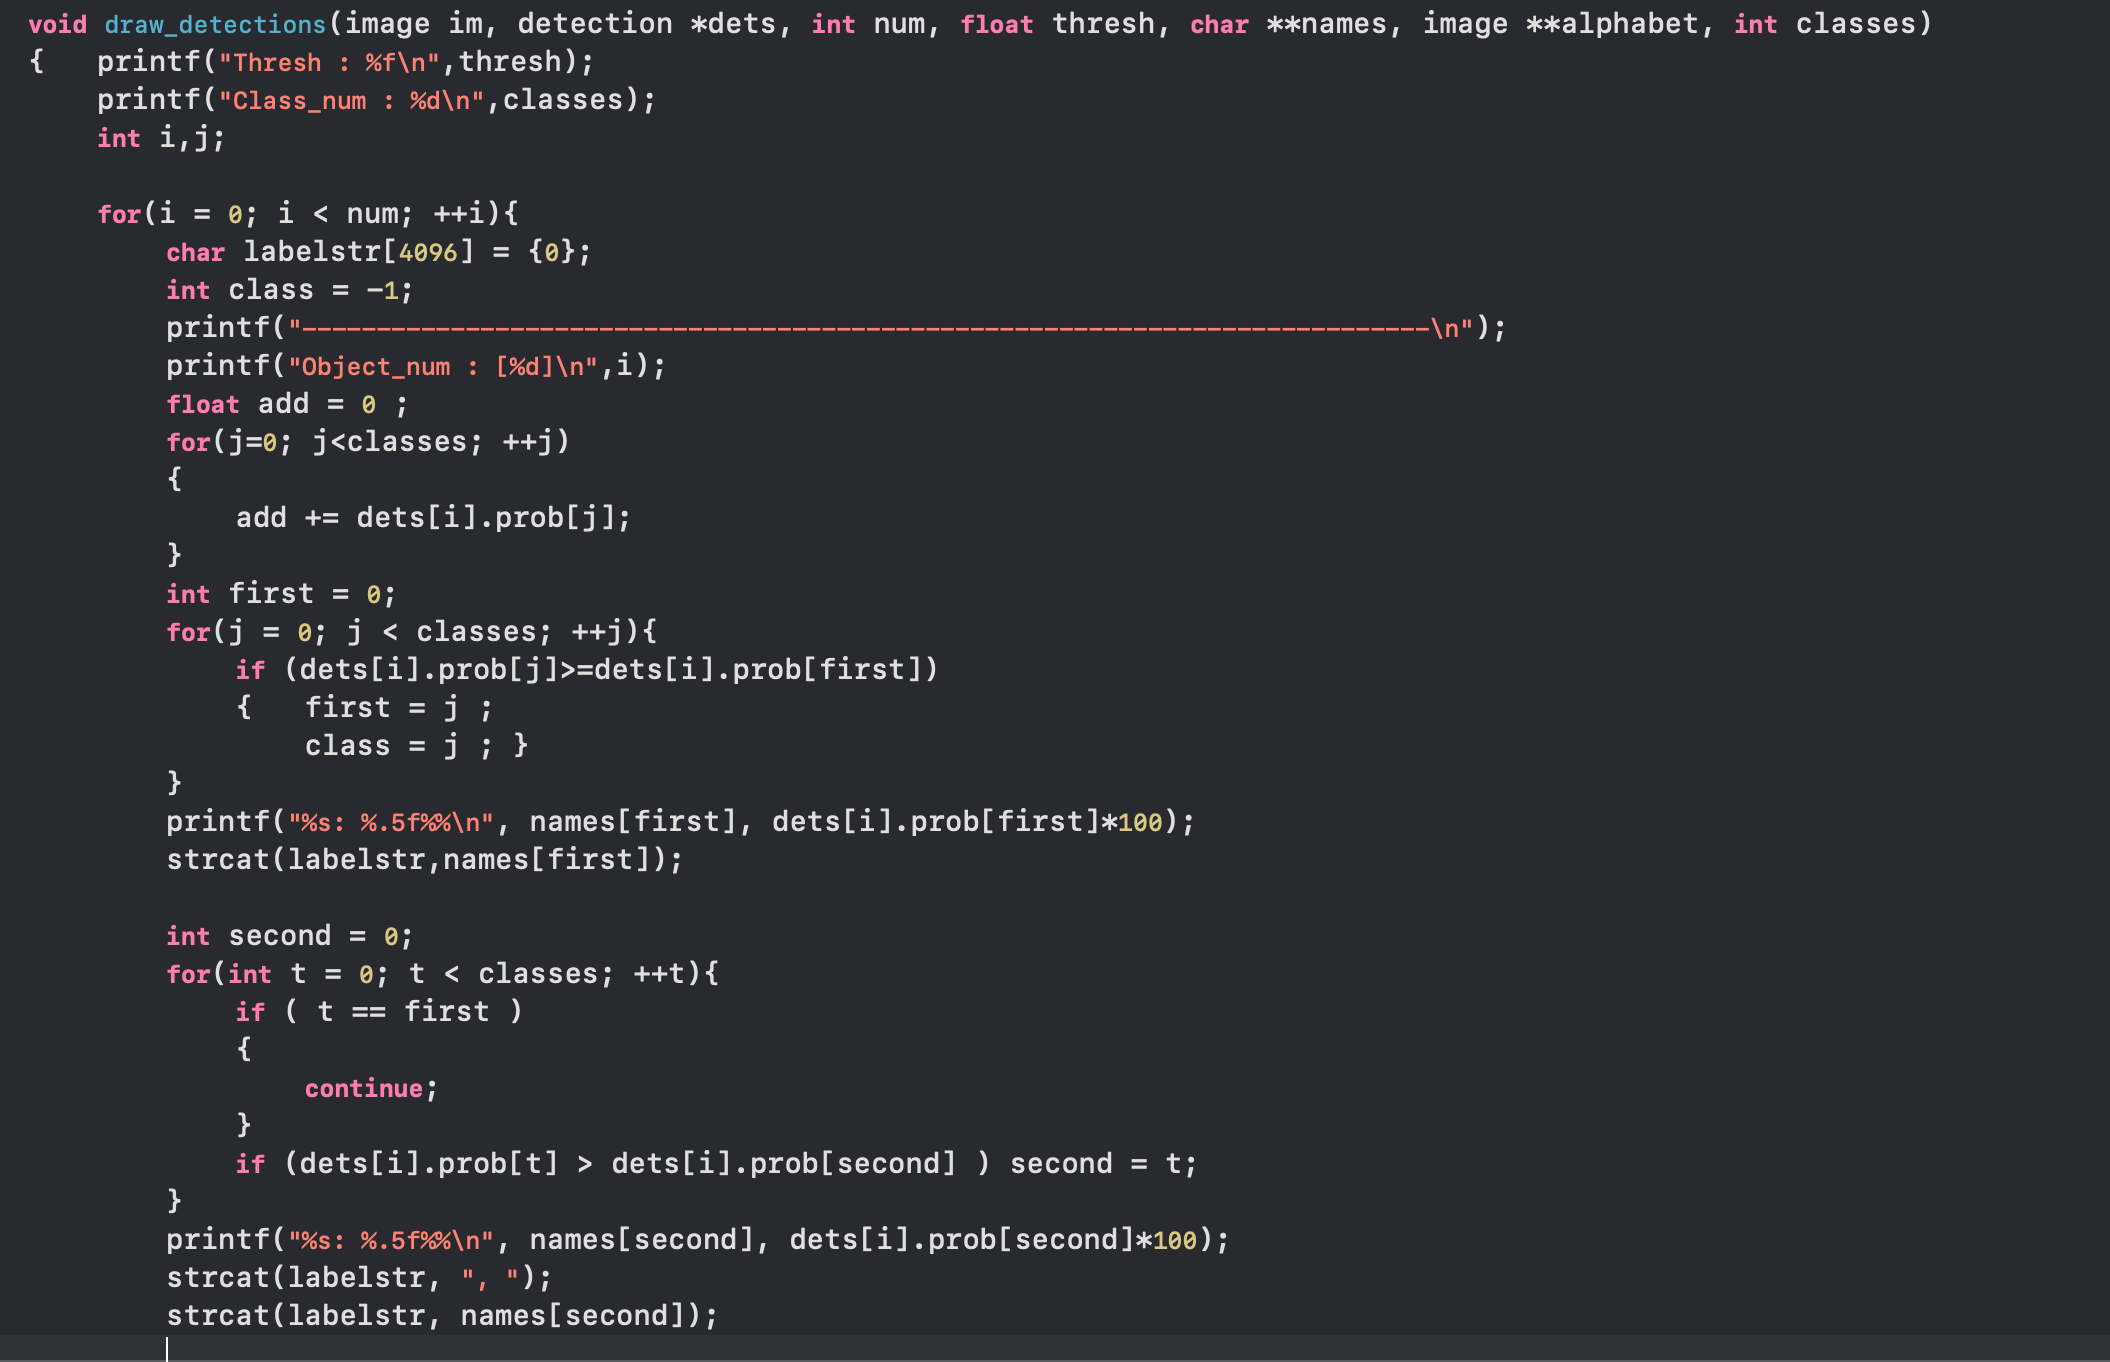 void draw_detections(image im, detection *dets, int num, float thresh, char **names, image **alphabet, int classes)
{   printf("Thresh : %f\n",thresh);
    printf("Class_num : %d\n",classes);
    int i,j;

    for(i = 0; i < num; ++i){
        char labelstr[4096] = {0};
        int class = -1;
        printf("----------------------------------------------------------------------------\n");
        printf("Object_num : [%d]\n",i);
        float add = 0 ;
        for(j=0; j<classes; ++j)
        {
            add += dets[i].prob[j];
        }
        int first = 0;
        for(j = 0; j < classes; ++j){
            if (dets[i].prob[j]>=dets[i].prob[first])
            {   first = j ;
                class = j ; }
        }
        printf("%s: %.5f%%\n", names[first], dets[i].prob[first]*100);
        strcat(labelstr,names[first]);

        int second = 0;
        for(int t = 0; t < classes; ++t){
            if ( t == first )
            {
                continue;
            }
            if (dets[i].prob[t] > dets[i].prob[second] ) second = t;
        }
        printf("%s: %.5f%%\n", names[second], dets[i].prob[second]*100);
        strcat(labelstr, ", ");
        strcat(labelstr, names[second]);